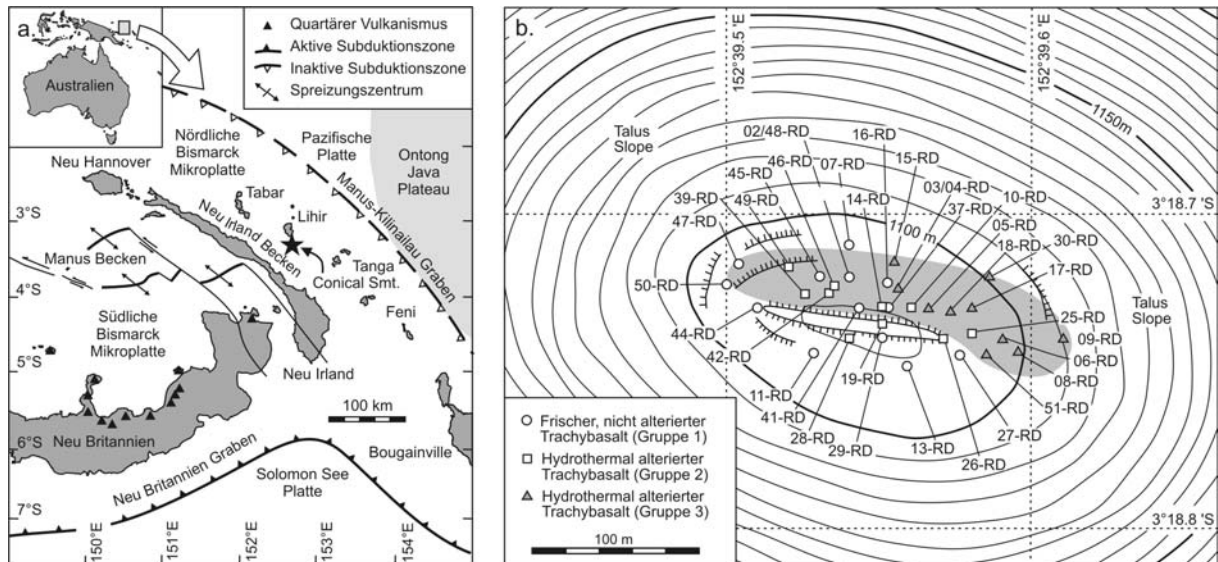 a.
Australien
Quartärer Vulkanismus
Aktive Subduktionszone
Inaktive Subduktionszone
Spreizungszentrum
Nördliche
Bismarck
Mikroplatte
Pazifische
Platte
Ontong
Java
Plateau
Neu Hannover
Tabar
Lihir
Manus-Kilinailau Graben
Neu Irland Becken
3°S
Manus Becken
Tanga
Conical Smt.
4°S
Feni
Südliche
Bismarck
Mikroplatte
5°S
Neu Irland
100 km
6°S
Neu Britannien
Bougainville
Neu Britannien Graben
Solomon See
Platte
7°S
150°E
151°E
152°E
153°E
154°E
b.
152°39.5 'E
152°39.6 'E
1150m
Talus
Slope
02/48-RD
16-RD
46-RD
07-RD
15-RD
45-RD
03/04-RD
39-RD
49-RD
14-RD
37-RD
10-RD
47-RD
05-RD
3°18.7 'S
1100 m
18-RD
30-RD
17-RD
50-RD
Talus
Slope
44-RD
25-RD
09-RD
42-RD
06-RD
19-RD
08-RD
11-RD
51-RD
41-RD
28-RD
27-RD
29-RD
13-RD
26-RD
Frischer, nicht alterierter
Trachybasalt (Gruppe 1)
Hydrothermal alterierter
Trachybasalt (Gruppe 2)
Hydrothermal alterierter
Trachybasalt (Gruppe 3)
100 m
3°18.8 'S